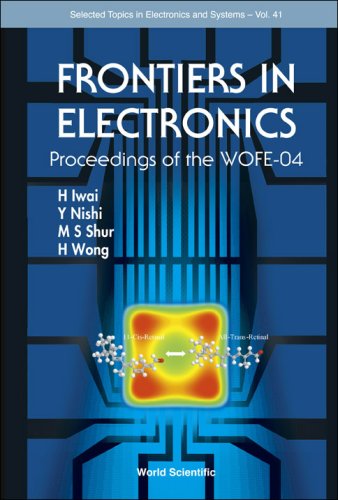 Selected Topics in Electronics and Systems – Vol. 41
FRONTIERS IN
ELECTRONICS
Proceedings of the WOFE-04
H Iwai
Y Nishi
M S Shur
H Wong
11-Cis-Retinal
All-Trans-Retinal
World Scientific